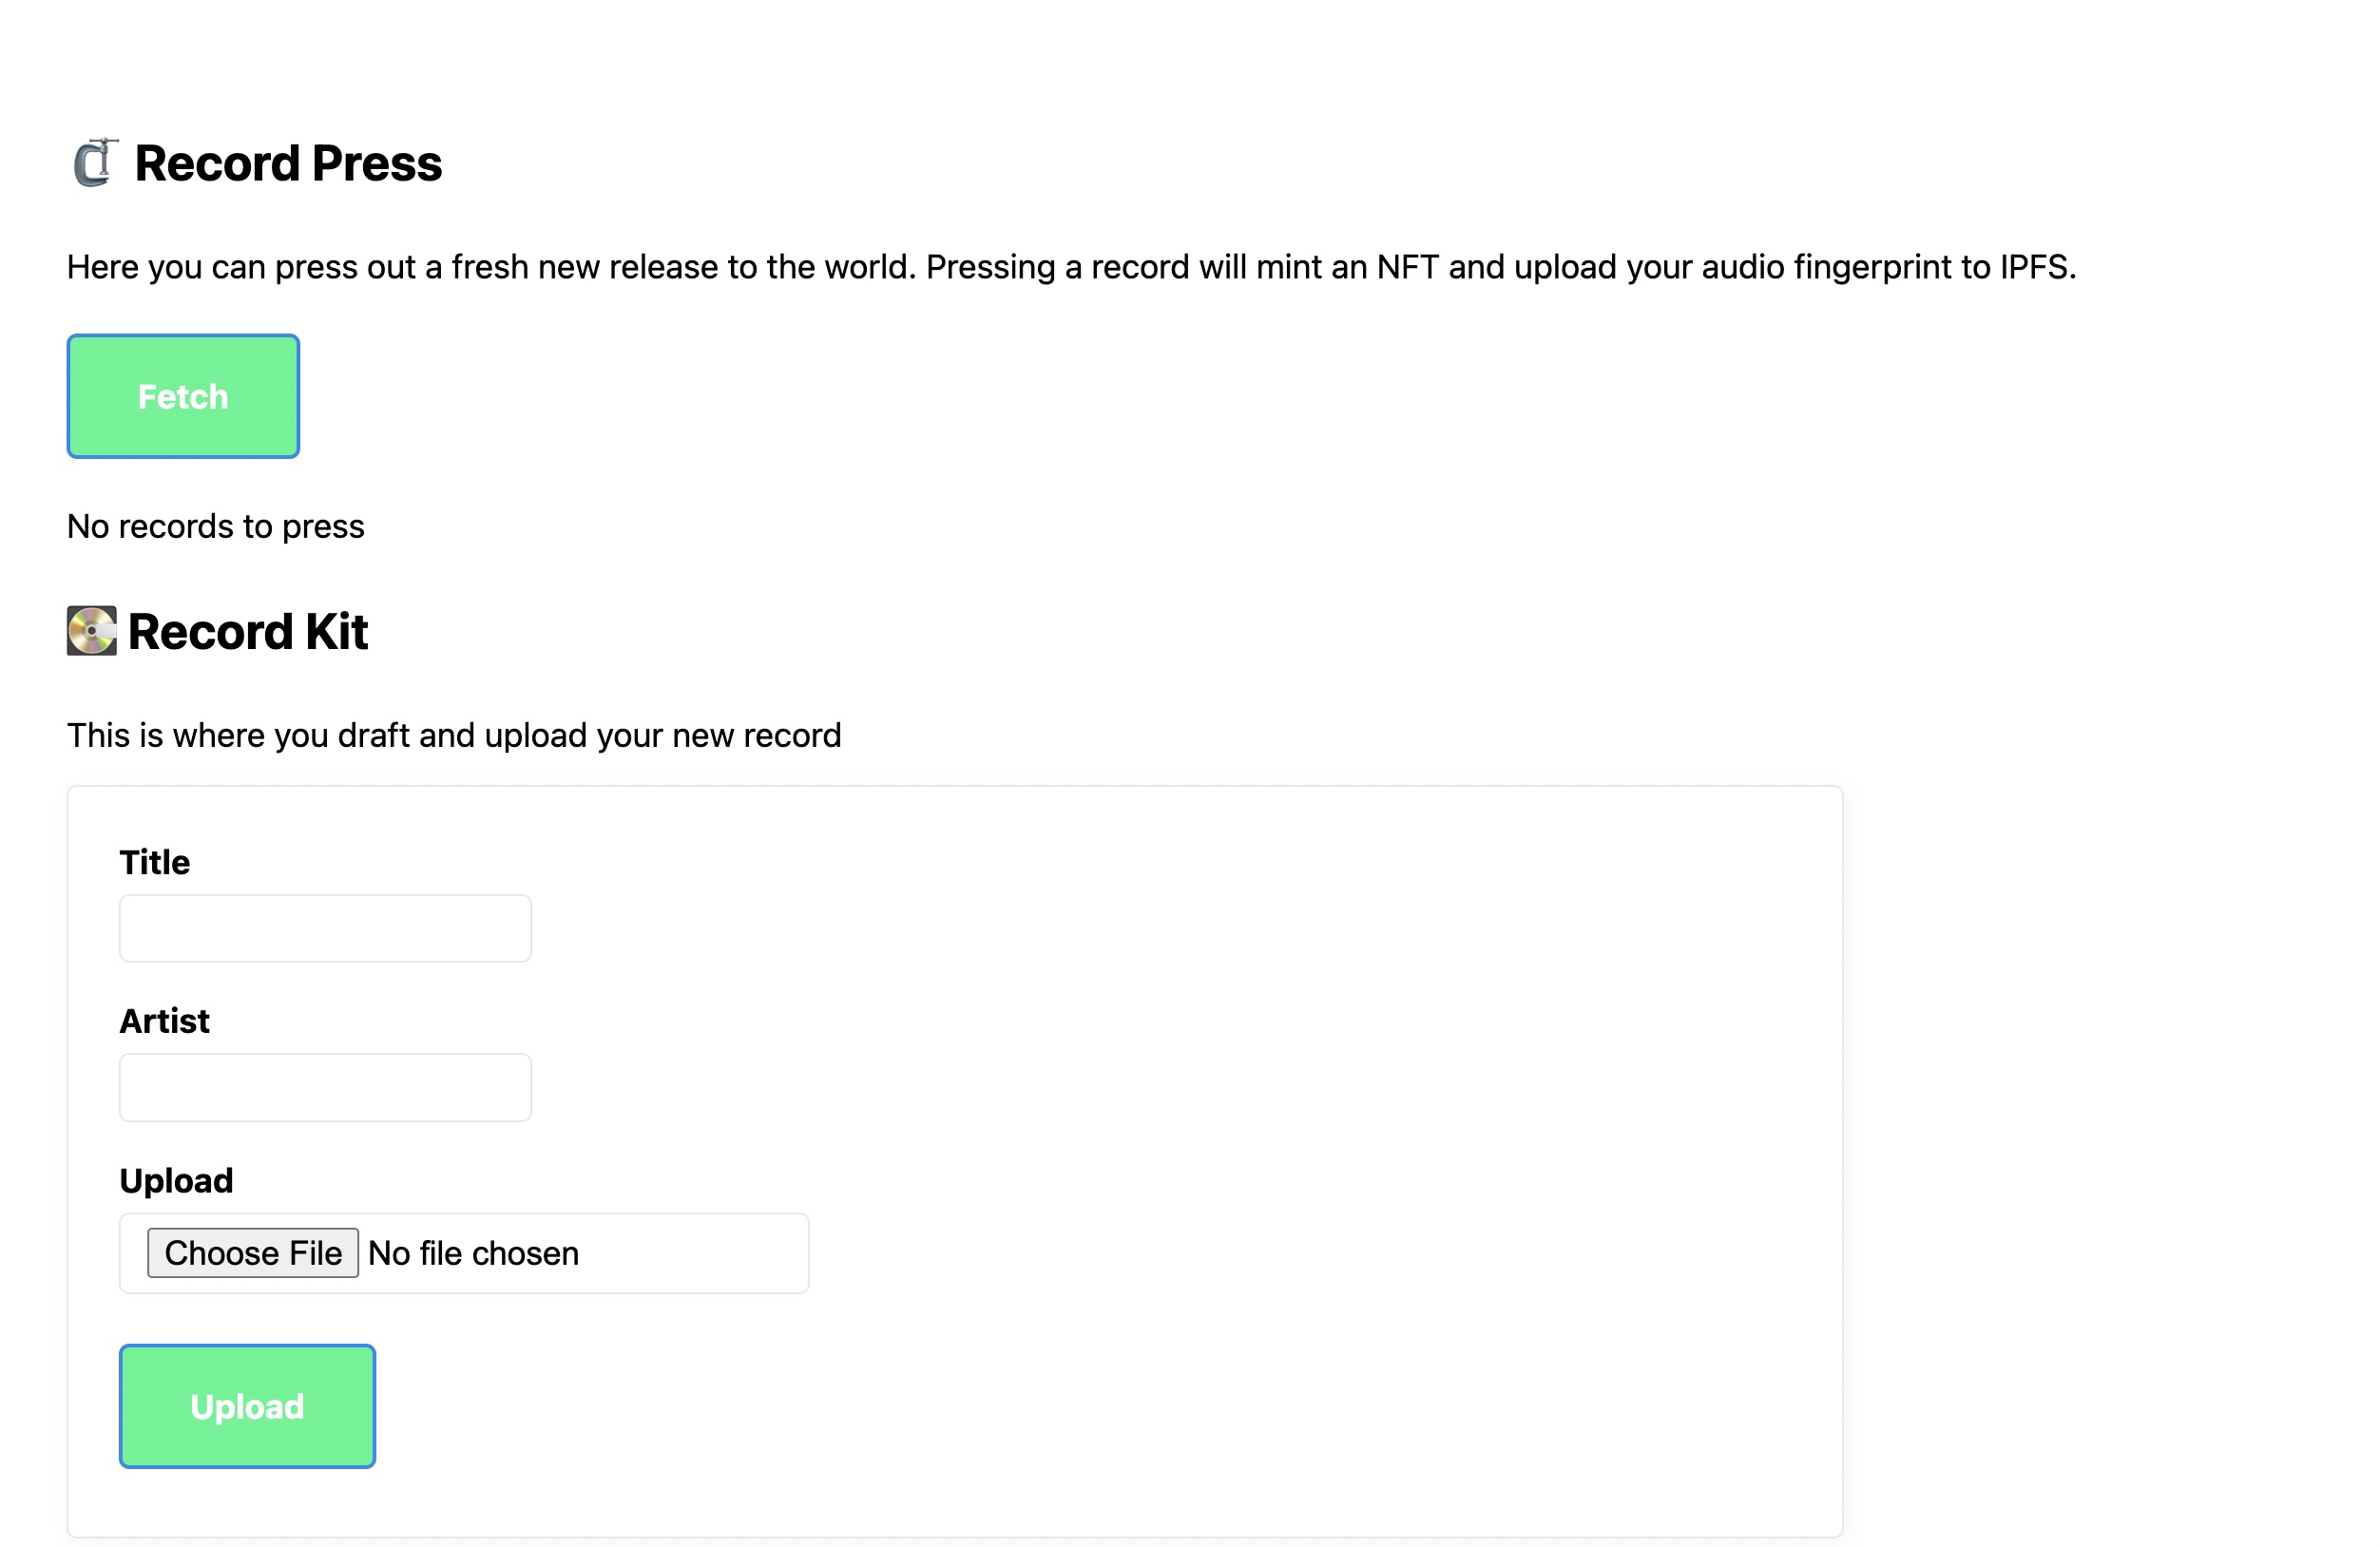 Record Press
Here you can press out a fresh new release to the world. Pressing a record will mint an NFT and upload your audio fingerprint to IPFS.
Fetch
No records to press
Record Kit
This is where you draft and upload your new record
Title
Artist
Upload
Choose File No file chosen
Upload